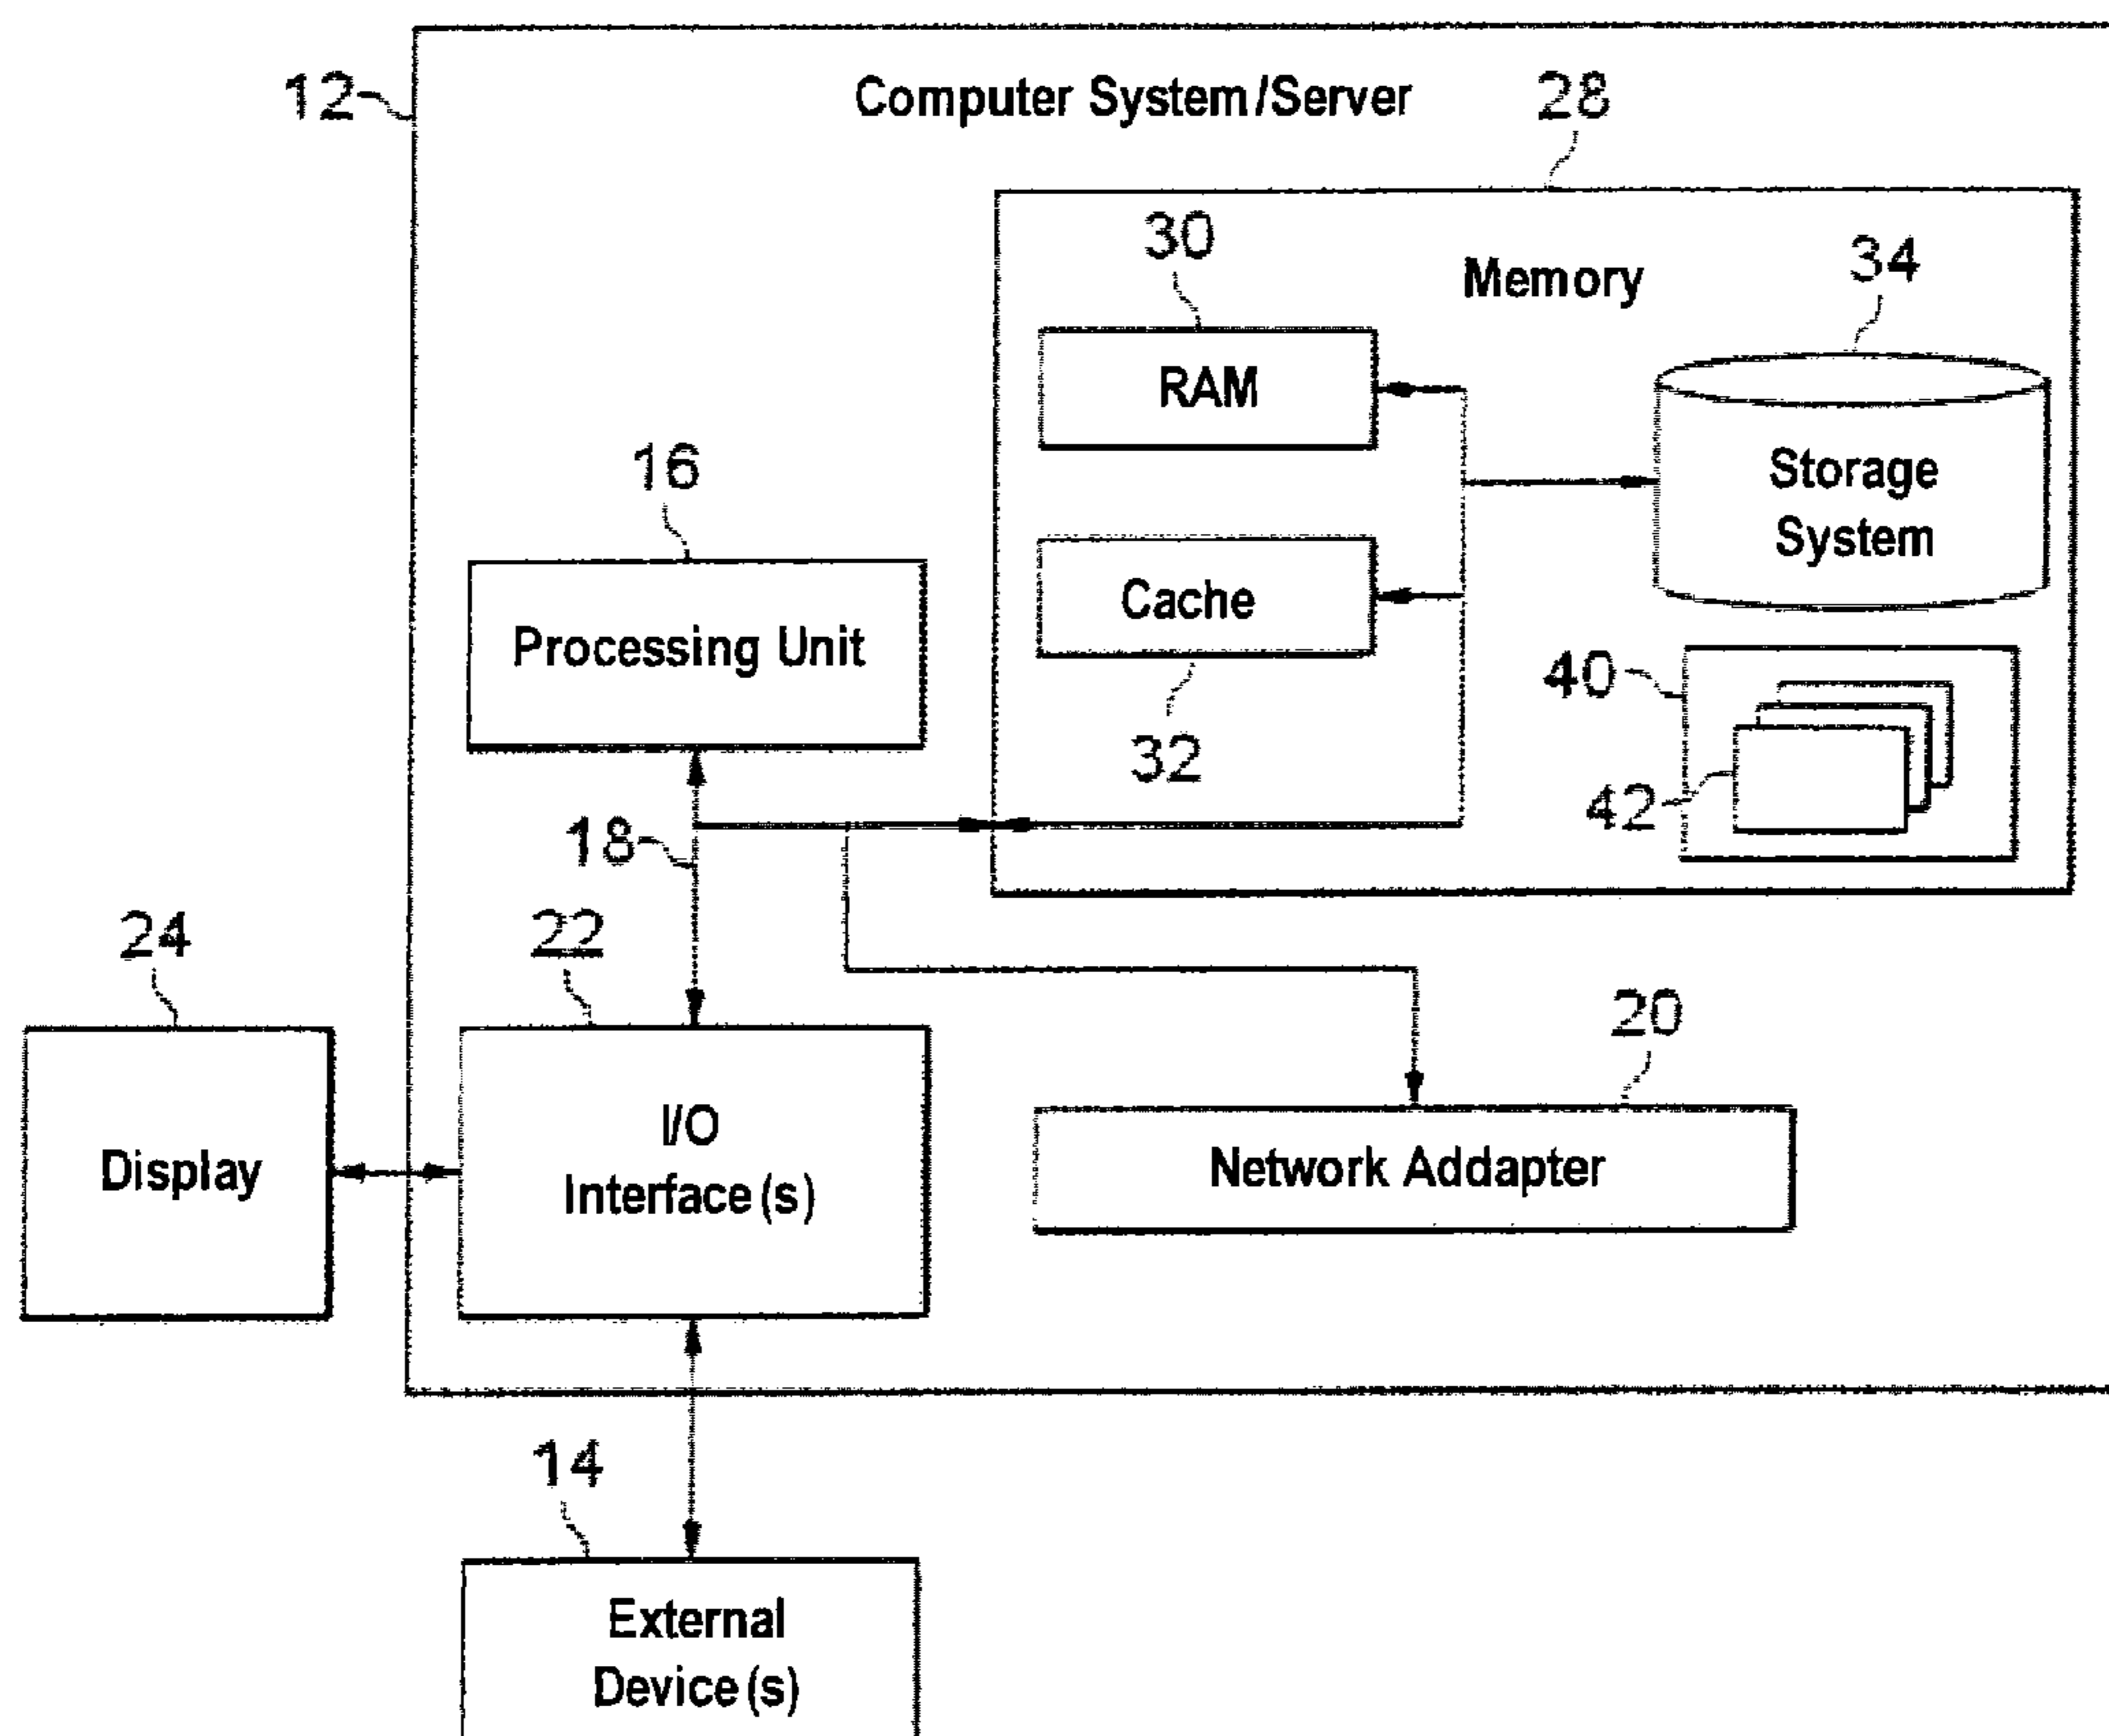 12
Computer System/Server
28
30
Memory
34
RAM
16
Storage
System
Cache
Processing Unit
40
32
42
18
24
22
20
I/O
Interface(s)
Display
Network Addapter
14
External
Device(s)